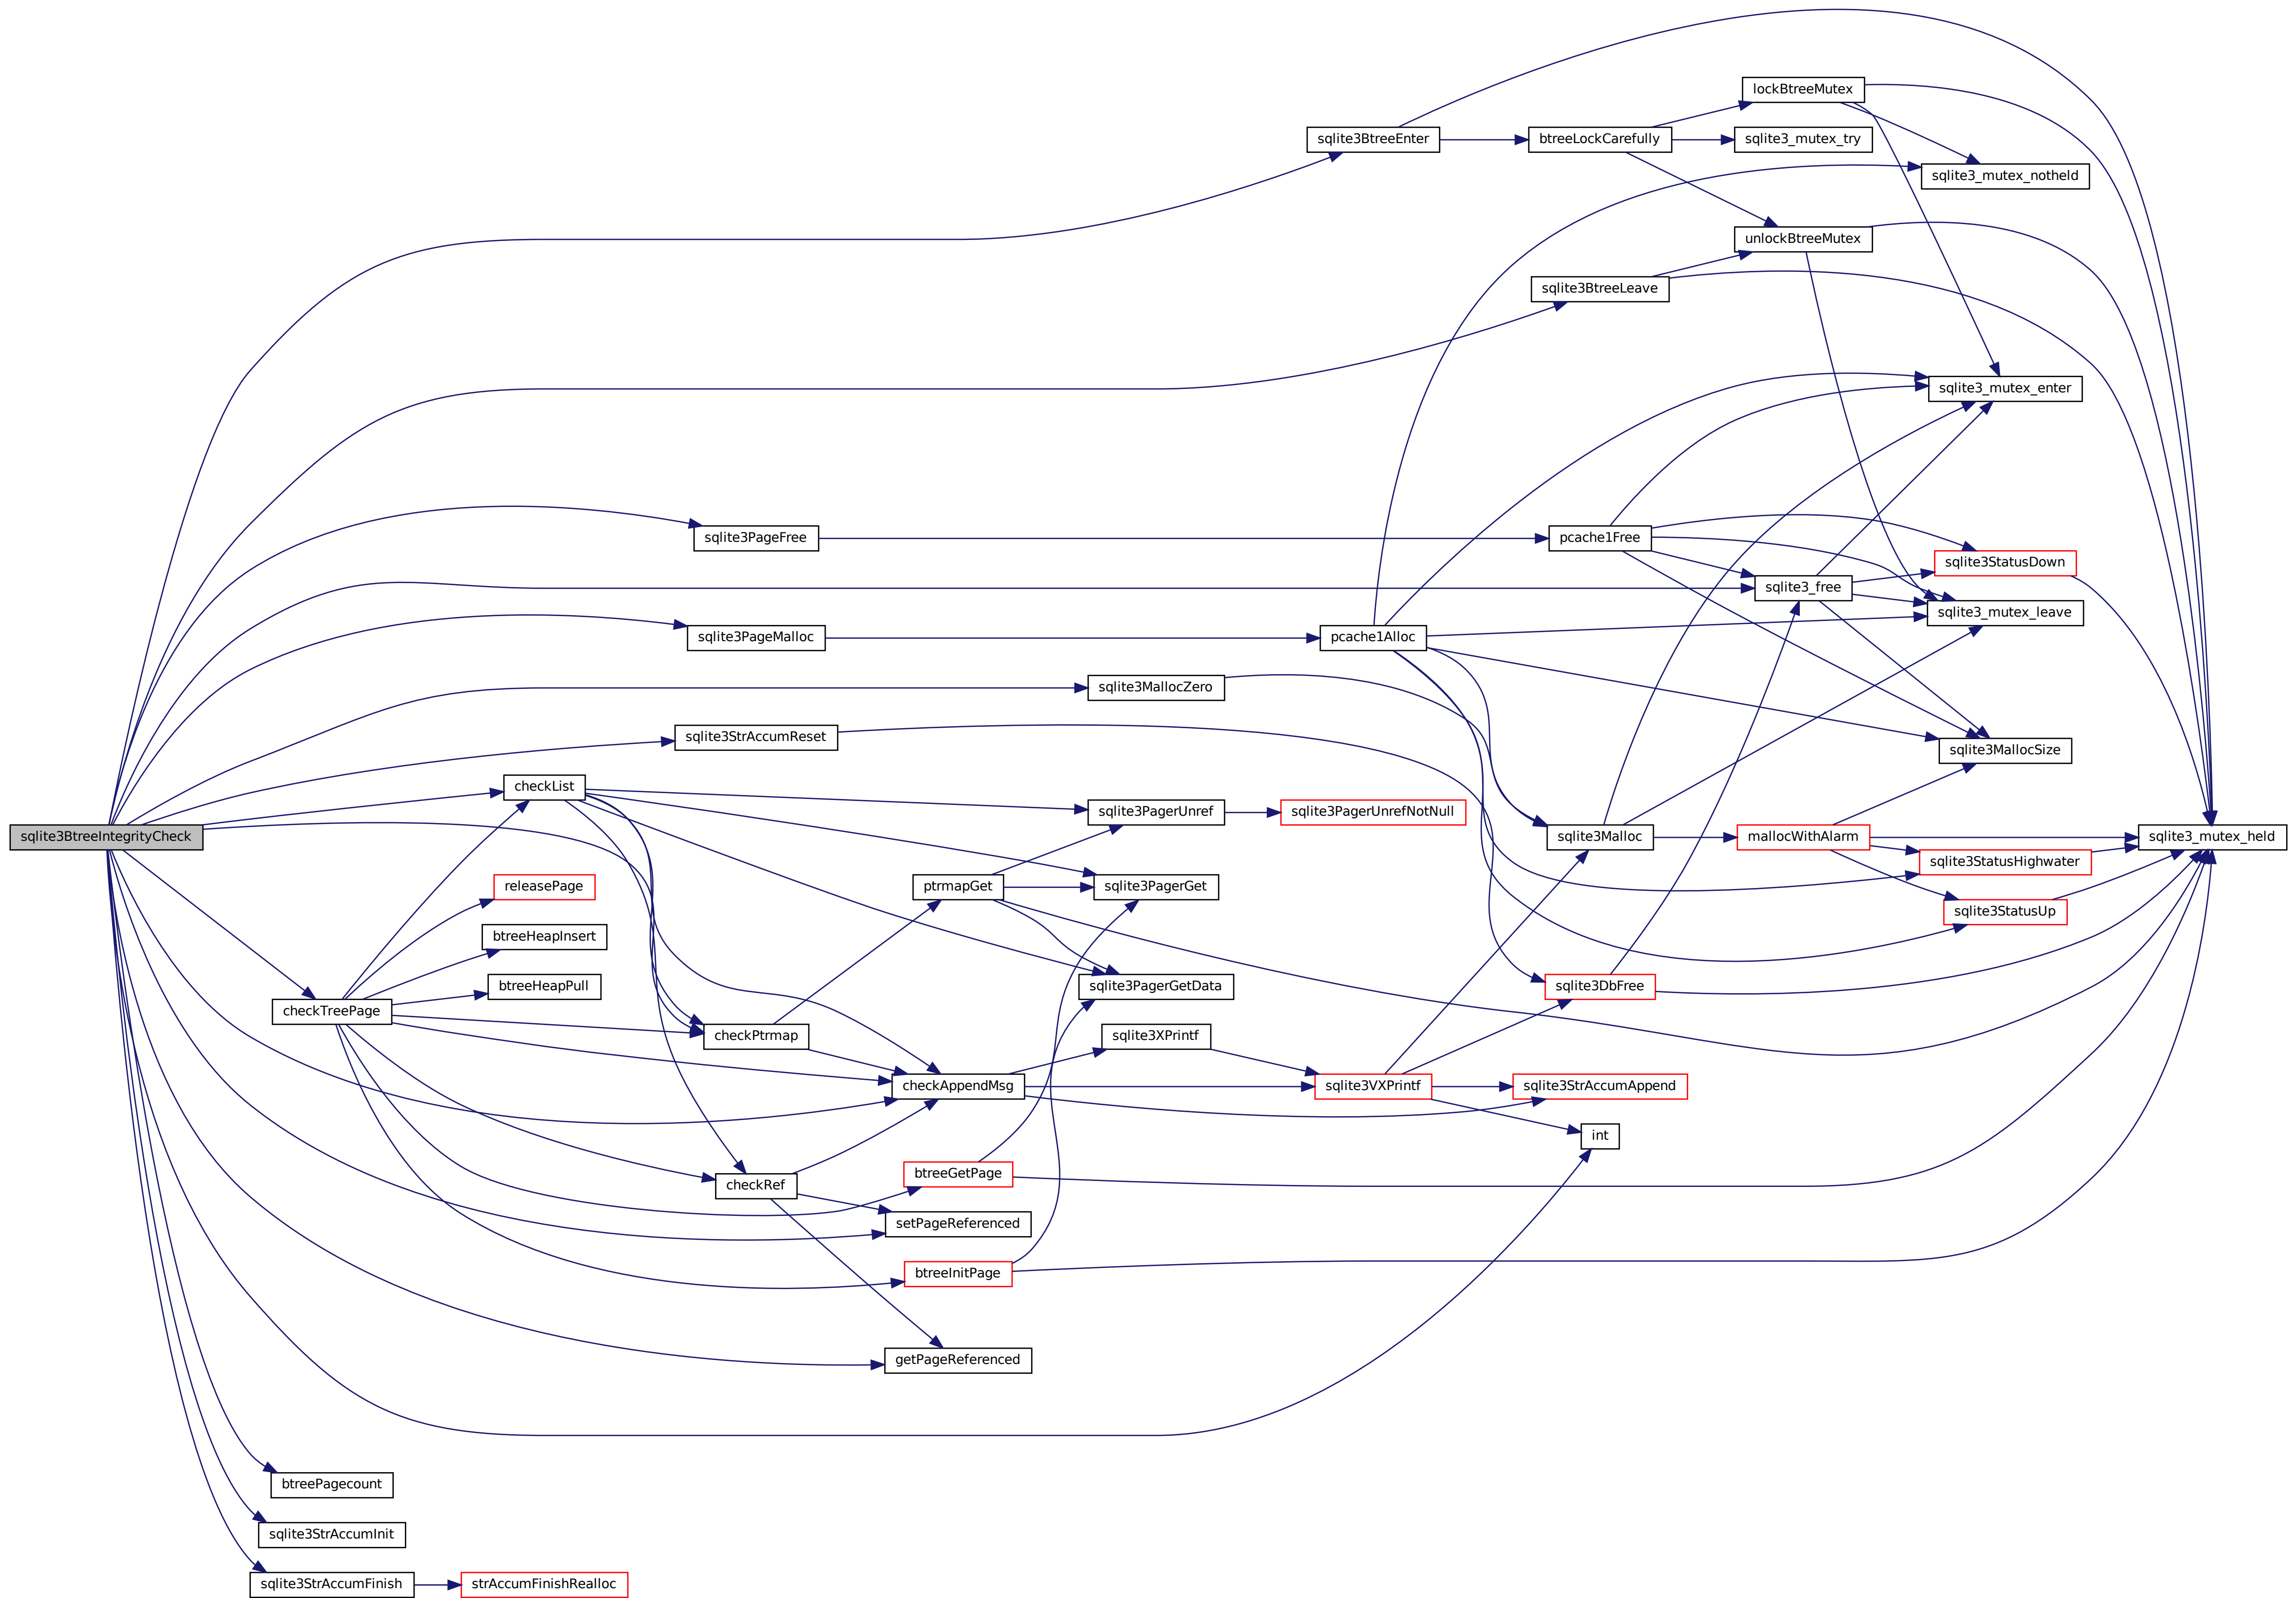 lockBtreeMutex
sqlite3BtreeEnter
btreeLockCarefully
sqlite3_mutex_try
sqlite3_mutex_notheld
unlockBtreeMutex
sqlite3BtreeLeave
sqlite3_mutex_enter
sqlite3PageFree
pcache1Free
sqlite3StatusDown
sqlite3_free
sqlite3_mutex_leave
sqlite3PageMalloc
pcache1Alloc
sqlite3MallocZero
sqlite3StrAccumReset
sqlite3MallocSize
checkList
sqlite3PagerUnref
sqlite3PagerUnrefNotNull
sqlite3BtreeIntegrityCheck
sqlite3Malloc
mallocWithAlarm
sqlite3_mutex_held
sqlite3StatusHighwater
releasePage
ptrmapGet
sqlite3PagerGet
sqlite3StatusUp
btreeHeapInsert
btreeHeapPull
sqlite3PagerGetData
sqlite3DbFree
checkTreePage
checkPtrmap
sqlite3XPrintf
checkAppendMsg
sqlite3VXPrintf
sqlite3StrAccumAppend
int
btreeGetPage
checkRef
setPageReferenced
btreeInitPage
getPageReferenced
btreePagecount
sqlite3StrAccumInit
sqlite3StrAccumFinish
strAccumFinishRealloc